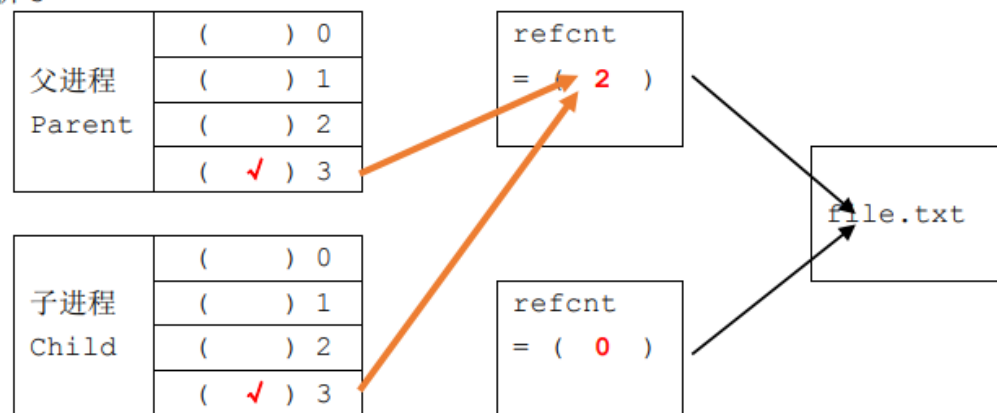 ( ) 0
父进程 ( ) 1
Parent ( ) 2
( √ ) 3
refcnt
= ( 2 )
file.txt
( ) 0
子进程 ( ) 1
Child ( ) 2
( √ ) 3
refcnt
= ( 0 )